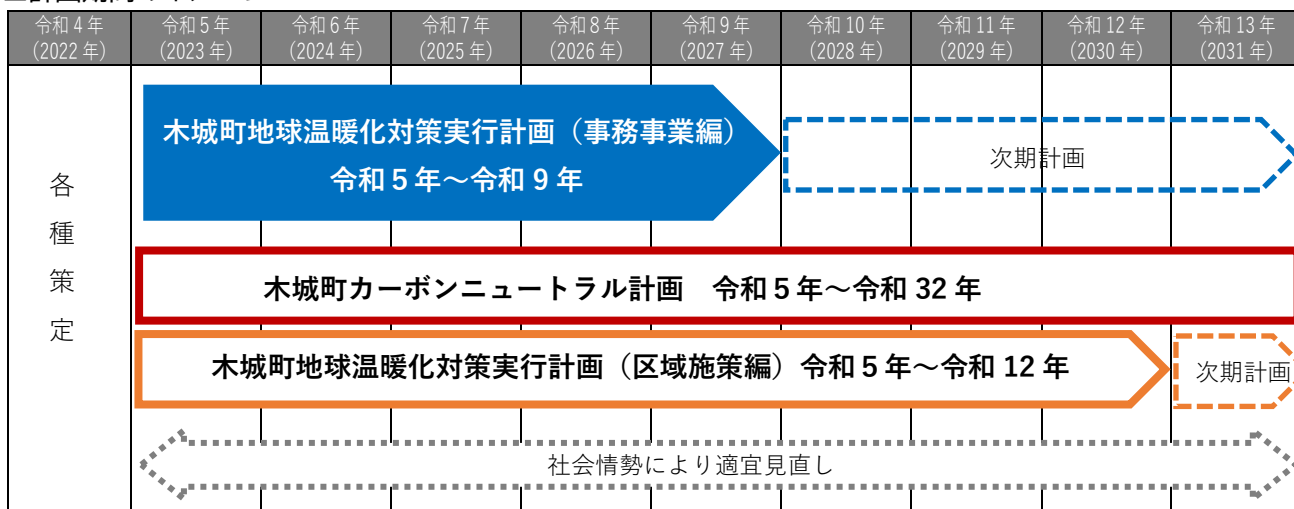 令和4年 令和5年 令和6年 令和7年 令和8年 令和9年 令和10年 令和11年 令和12年 令和13年
(2022年) (2023年) (2024年) (2025年) (2026年) (2027年) (2028年) (2029年) (2030年) (2031年)
各種策定
木城町地球温暖化対策実行計画（事務事業編）
令和5年～令和9年
次期計画
木城町カーボンニュートラル計画　令和5年～令和32年
木城町地球温暖化対策実行計画（区域施策編）令和5年～令和12年
次期計画
社会情勢により適宜見直し